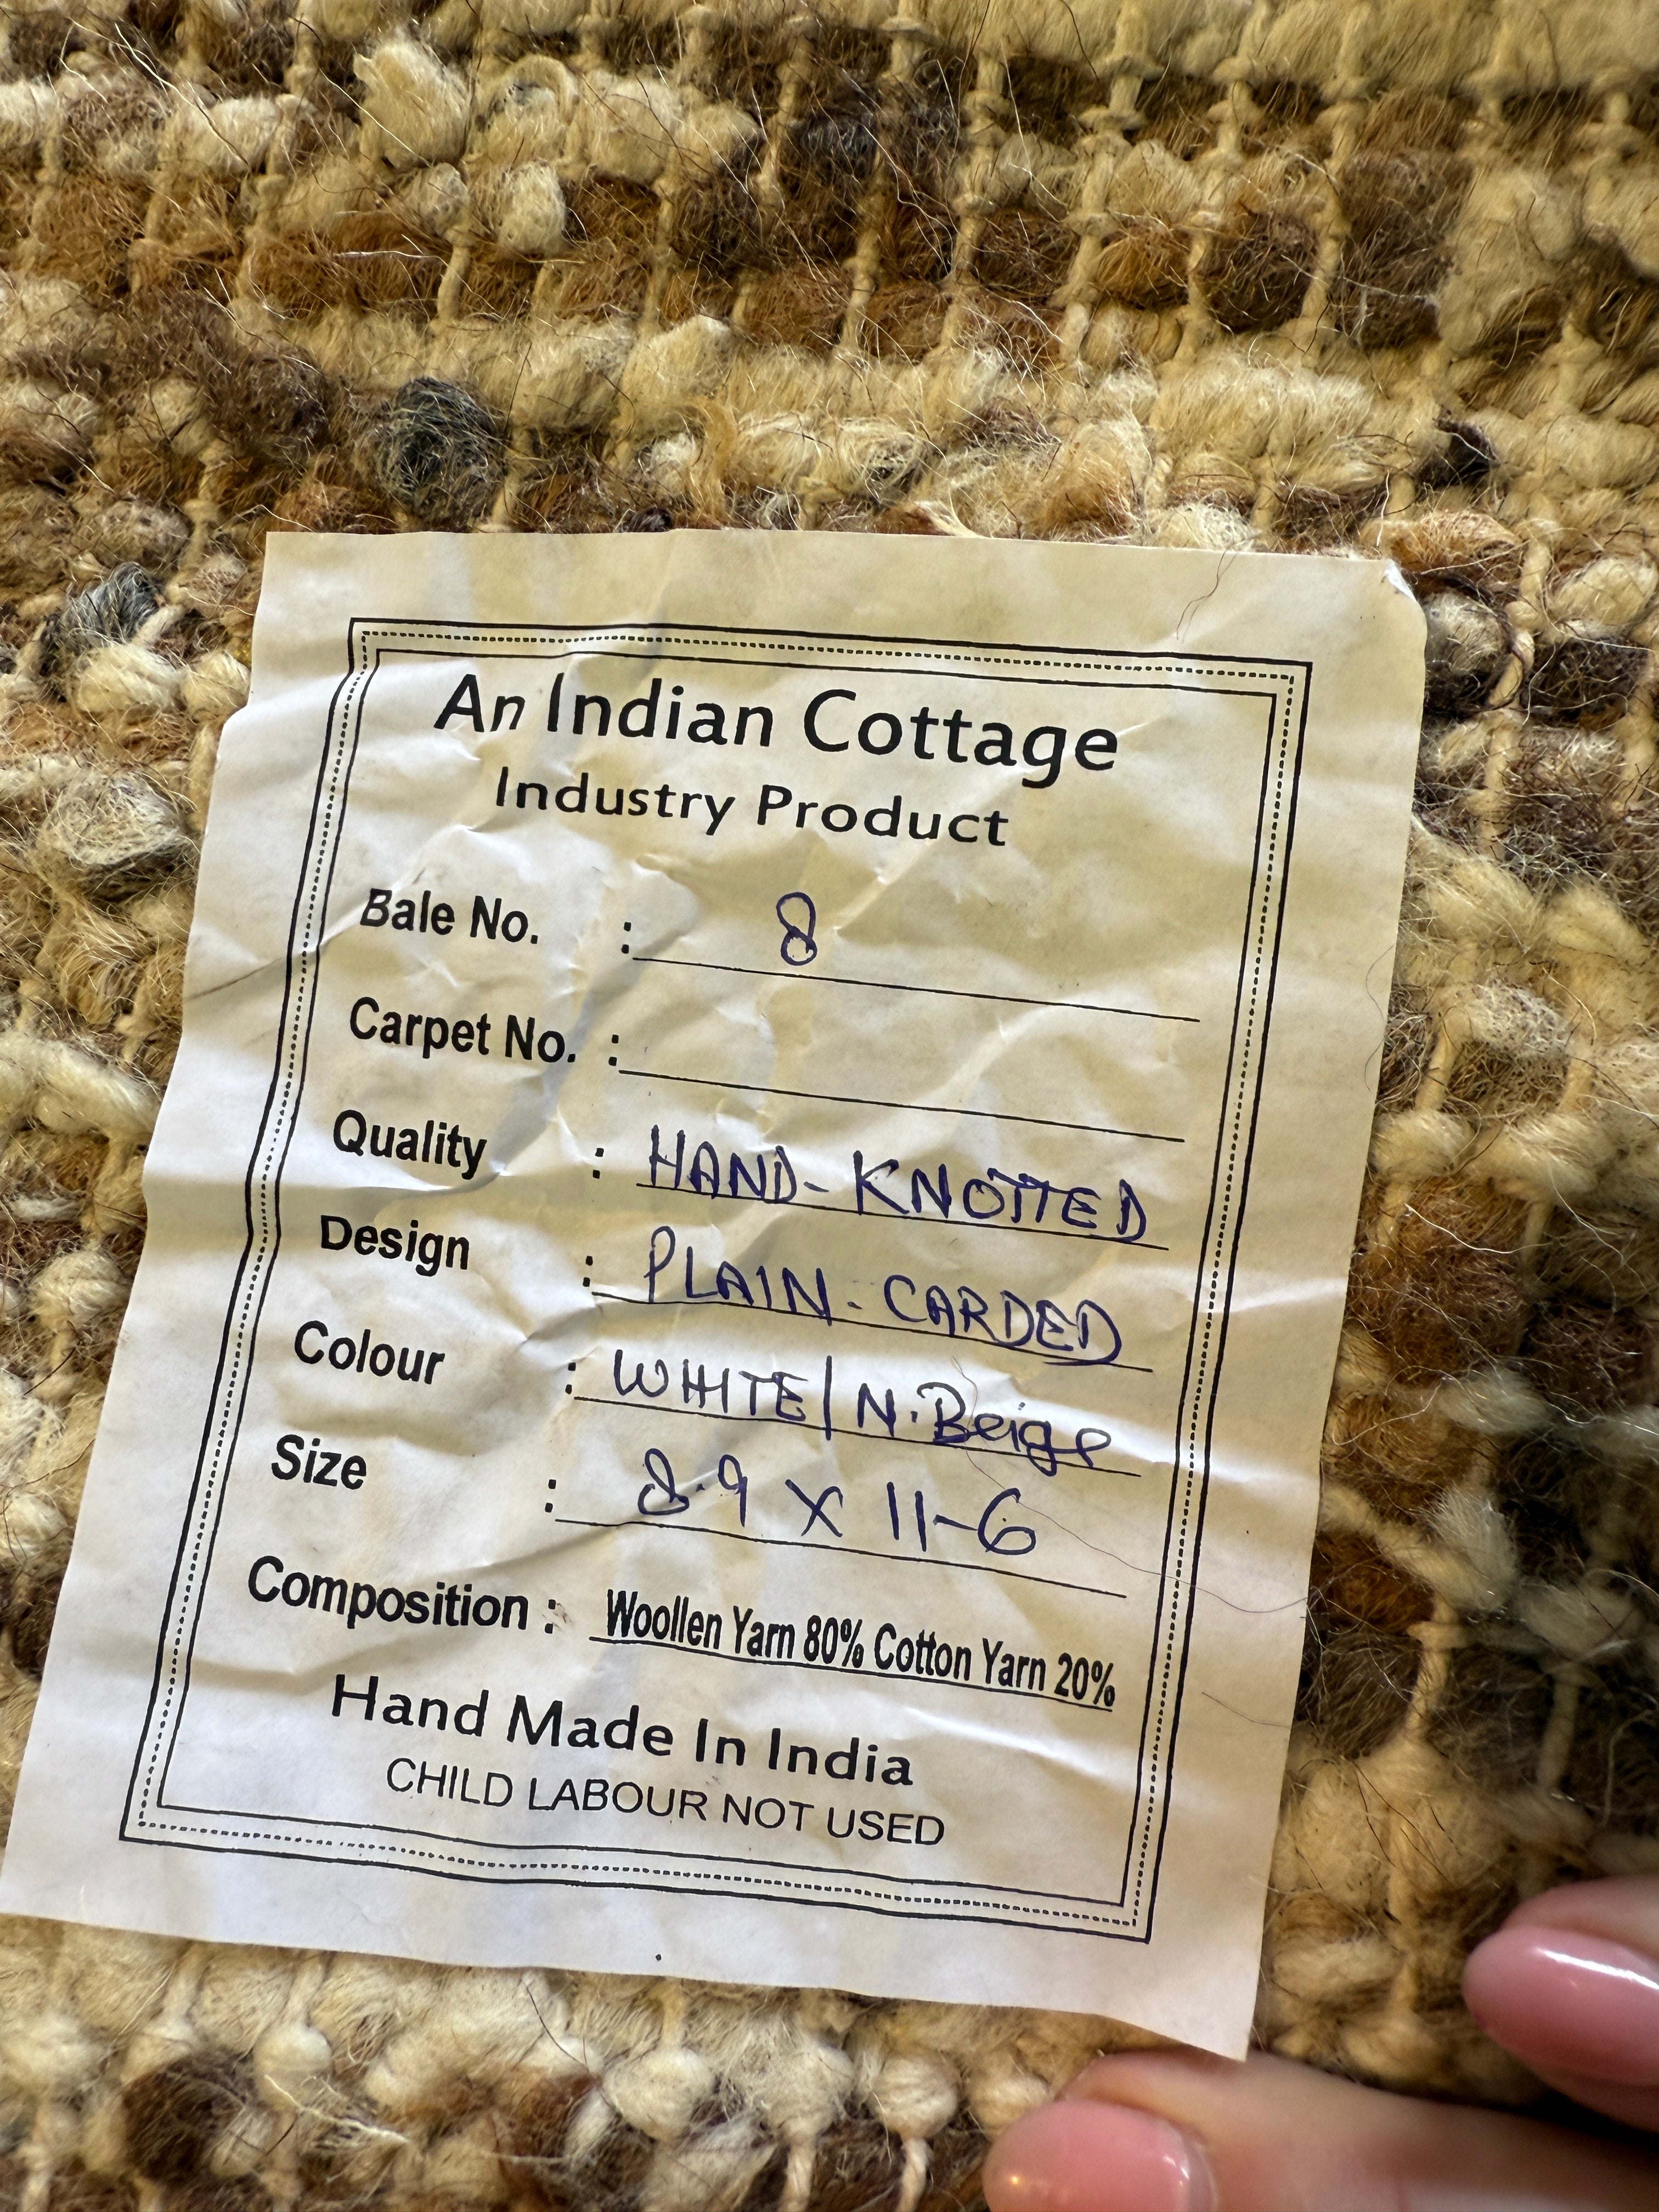 An Indian Cottage
Industry Product
Bale No. : 8
Carpet No. :
Quality : HAND-KNOTTED
Design : PLAIN-CARDED
Colour : WHITE/N.Beige
Size : 8.9 X 11-6
Composition : Woollen Yarn 80% Cotton Yarn 20%
Hand Made In India
CHILD LABOUR NOT USED